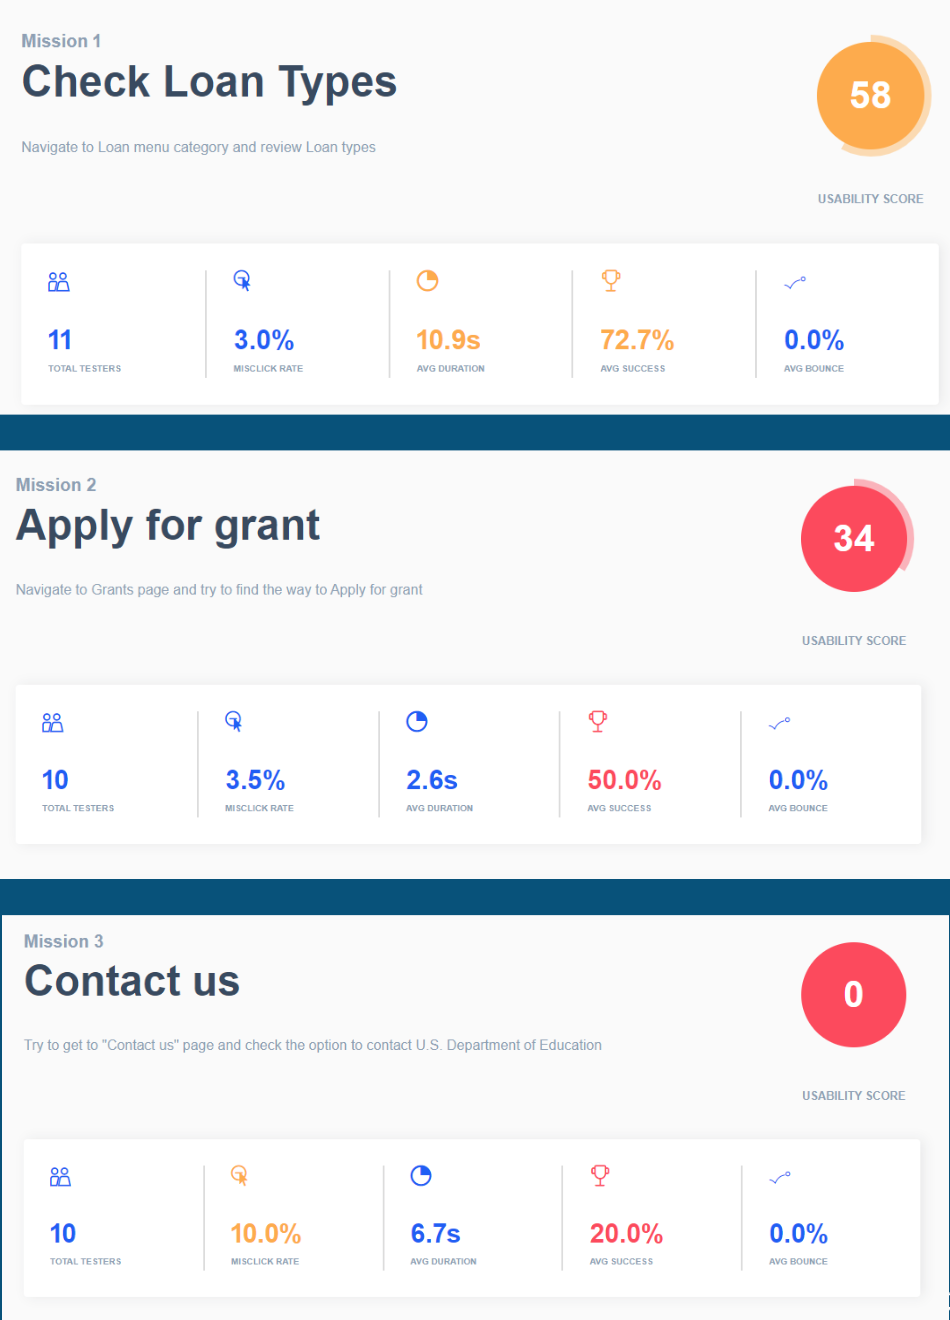 Mission 1
Check Loan Types
58
Navigate to Loan menu category and review Loan types
USABILITY SCORE
11 3.0% 10.9s 72.7% 0.0%
TOTAL TESTERS MISCLICK RATE AVG DURATION AVG SUCCESS AVG BOUNCE
Mission 2
Apply for grant
34
Navigate to Grants page and try to find the way to Apply for grant
USABILITY SCORE
10 3.5% 2.6s 50.0% 0.0%
TOTAL TESTERS MISCLICK RATE AVG DURATION AVG SUCCESS AVG BOUNCE
Mission 3
Contact us
0
Try to get to "Contact us" page and check the option to contact U.S. Department of Education
USABILITY SCORE
10 10.0% 6.7s 20.0% 0.0%
TOTAL TESTERS MISCLICK RATE AVG DURATION AVG SUCCESS AVG BOUNCE